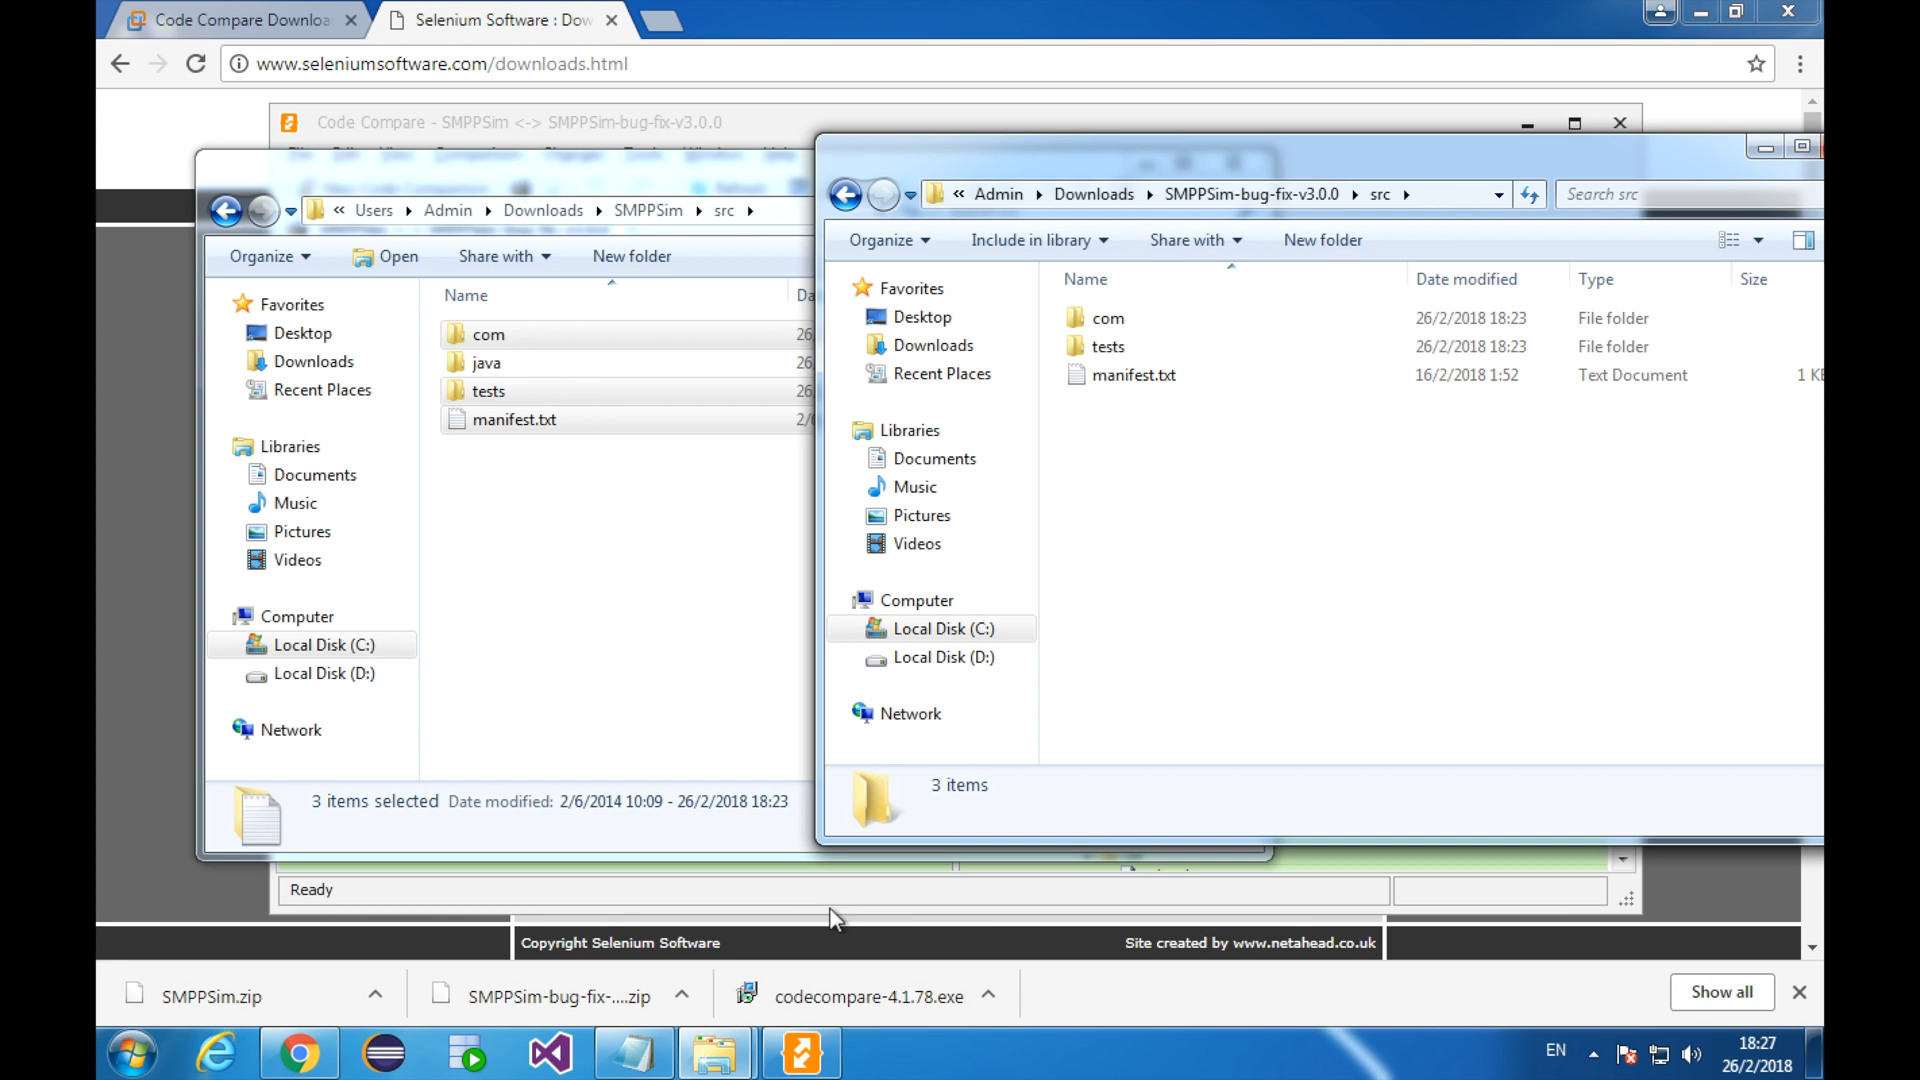 Code Compare Downloa
Selenium Software : Dow
www.seleniumsoftware.com/downloads.html
Code Compare - SMPPSim <-> SMPPSim-bug-fix-v3.0.0
« Users Admin Downloads SMPPSim src
Organize Open Share with New folder
Name Da
Favorites
Desktop
Downloads
Recent Places
Libraries
Documents
Music
Pictures
Videos
Computer
Local Disk (C:)
Local Disk (D:)
Network
com 26
java 26
tests 26
manifest.txt 2/
3 items selected Date modified: 2/6/2014 10:09 - 26/2/2018 18:23
« Admin Downloads SMPPSim-bug-fix-v3.0.0 src
Search src
Organize Include in library Share with New folder
Name Date modified Type Size
Favorites
Desktop
Downloads
Recent Places
Libraries
Documents
Music
Pictures
Videos
Computer
Local Disk (C:)
Local Disk (D:)
Network
com 26/2/2018 18:23 File folder
tests 26/2/2018 18:23 File folder
manifest.txt 16/2/2018 1:52 Text Document 1 KB
3 items
Ready
Copyright Selenium Software Site created by www.netahead.co.uk
SMPPSim.zip
SMPPSim-bug-fix-....zip
codecompare-4.1.78.exe
Show all
EN
18:27
26/2/2018